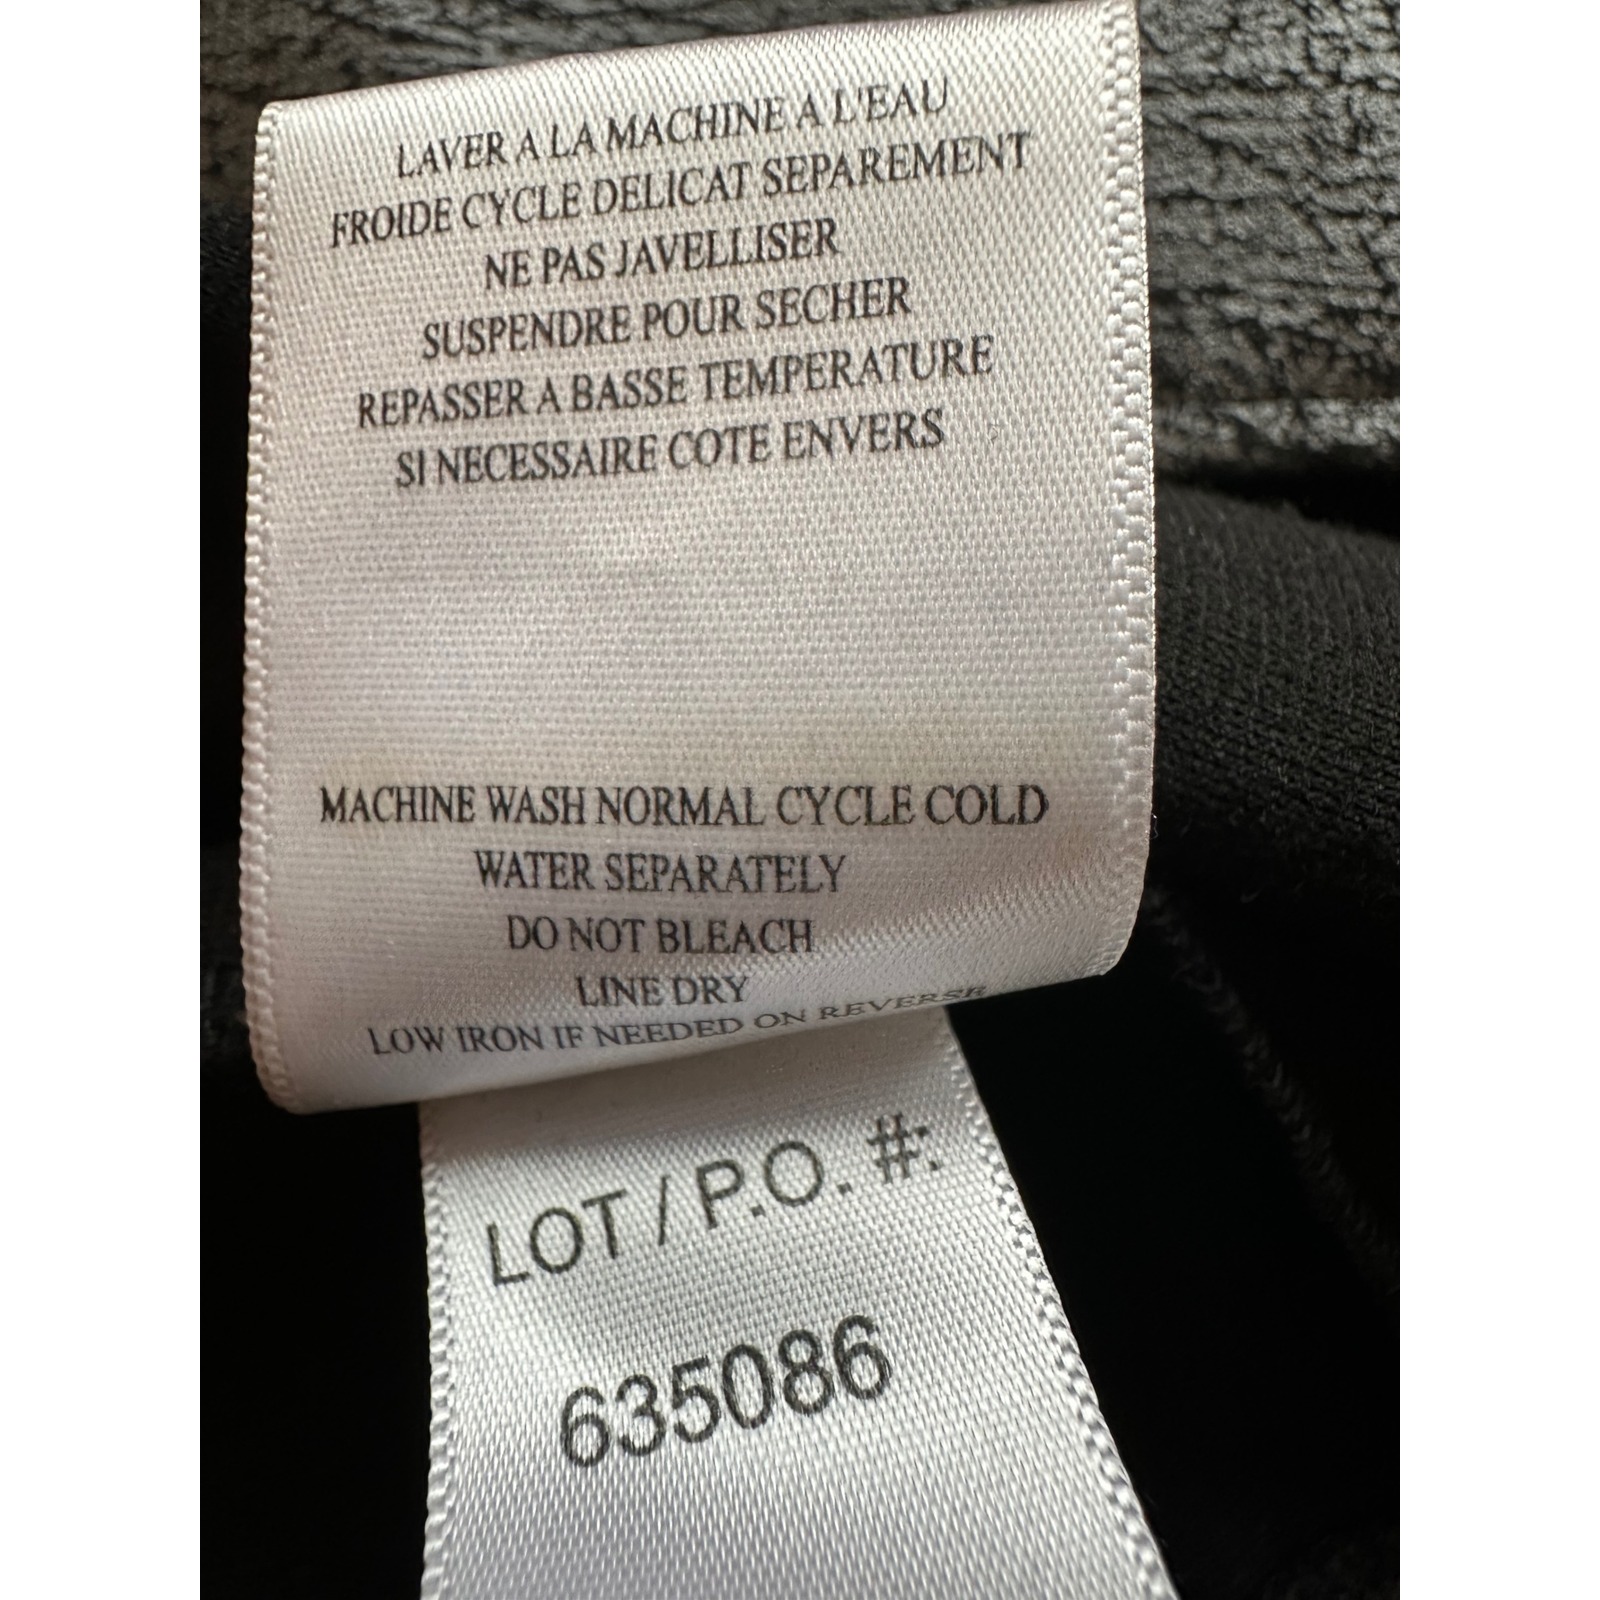 LAVER A LA MACHINE A L'EAU
FROIDE CYCLE DELICAT SEPAREMENT
NE PAS JAVELLISER
SUSPENDRE POUR SECHER
REPASSER A BASSE TEMPERATURE
SI NECESSAIRE COTE ENVERS
MACHINE WASH NORMAL CYCLE COLD
WATER SEPARATELY
DO NOT BLEACH
LINE DRY
LOW IRON IF NEEDED ON REVERSR
LOT/P.O. #:
635086